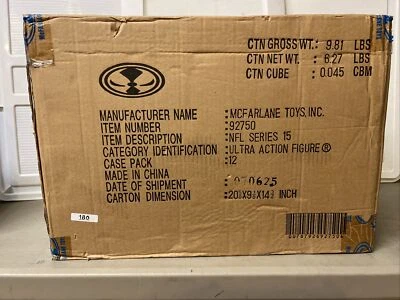 CTN GROSS WT. : 9.81 LBS
CTN NET WT. : 6.27 LBS
CTN CUBE : 0.045 CBM
MANUFACTURER NAME : MCFARLANE TOYS, INC.
ITEM NUMBER : 92750
ITEM DESCRIPTION : NFL SERIES 15
CATEGORY IDENTIFICATION : ULTRA ACTION FIGURE®
CASE PACK : 12
MADE IN CHINA
DATE OF SHIPMENT : 070625
CARTON DIMENSION
180